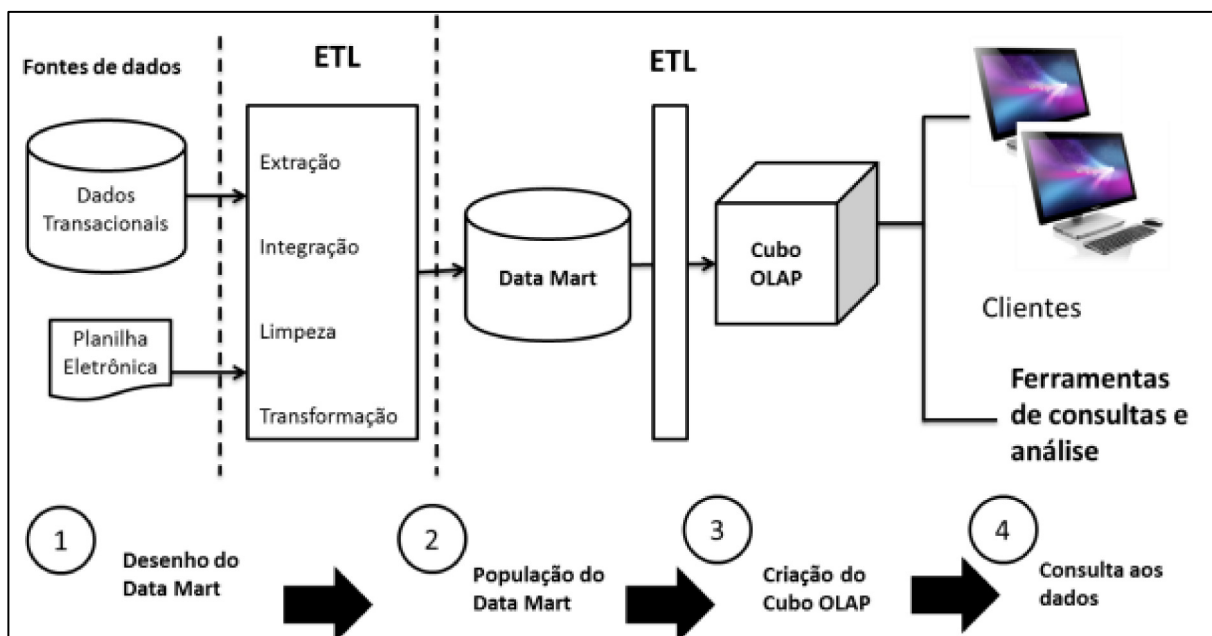 Fontes de dados
ETL
ETL
Dados
Transacionais
Planilha
Eletrônica
Extração
Integração
Limpeza
Transformação
Data Mart
Cubo
OLAP
Clientes
Ferramentas
de consultas e
análise
1
Desenho do
Data Mart
2
População do
Data Mart
3
Criação do
Cubo OLAP
4
Consulta aos
dados